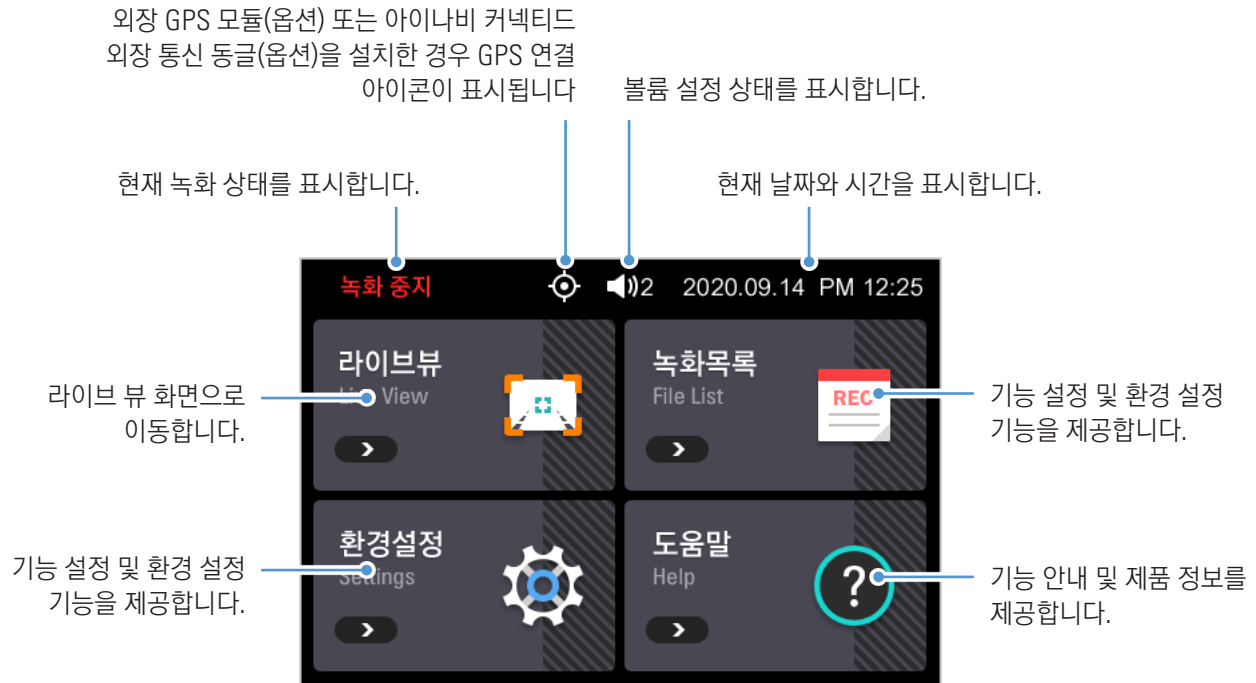 외장 GPS 모듈(옵션) 또는 아이나비 커넥티드
외장 통신 동글(옵션)을 설치한 경우 GPS 연결
아이콘이 표시됩니다
볼륨 설정 상태를 표시합니다.
현재 녹화 상태를 표시합니다.
현재 날짜와 시간을 표시합니다.
녹화 중지
2
2020.09.14 PM 12:25
라이브뷰
Live View
녹화목록
File List
REC
라이브 뷰 화면으로
이동합니다.
기능 설정 및 환경 설정
기능을 제공합니다.
환경설정
Settings
도움말
Help
?
기능 설정 및 환경 설정
기능을 제공합니다.
기능 안내 및 제품 정보를
제공합니다.